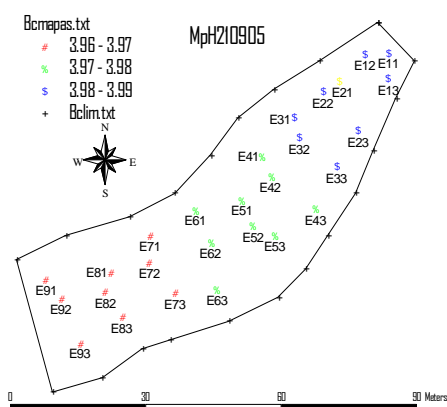 Bcmapas.txt
MpH210905
# 3.96 - 3.97
% 3.97 - 3.98
$ 3.98 - 3.99
+ Bclim.txt
N
W E
S
E12 E11
E21 E13
E22
E31
E23
E32
E41
E33
E42
E51
E43
E61
E52
E53
E71
E62
E72
E81
E91
E82
E73
E63
E92
E83
E93
0 30 60 90 Meters